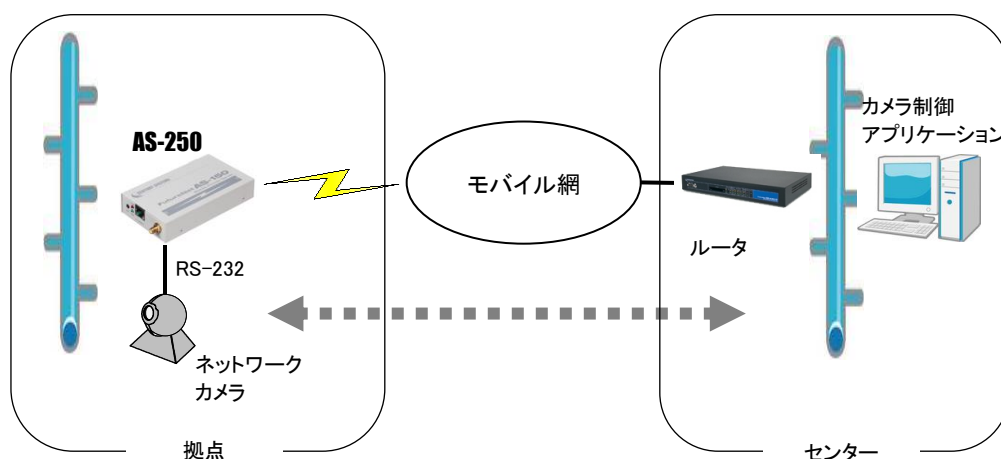 AS-250
RS-232
ネットワーク
カメラ
拠点
モバイル網
ルータ
カメラ制御
アプリケーション
センター